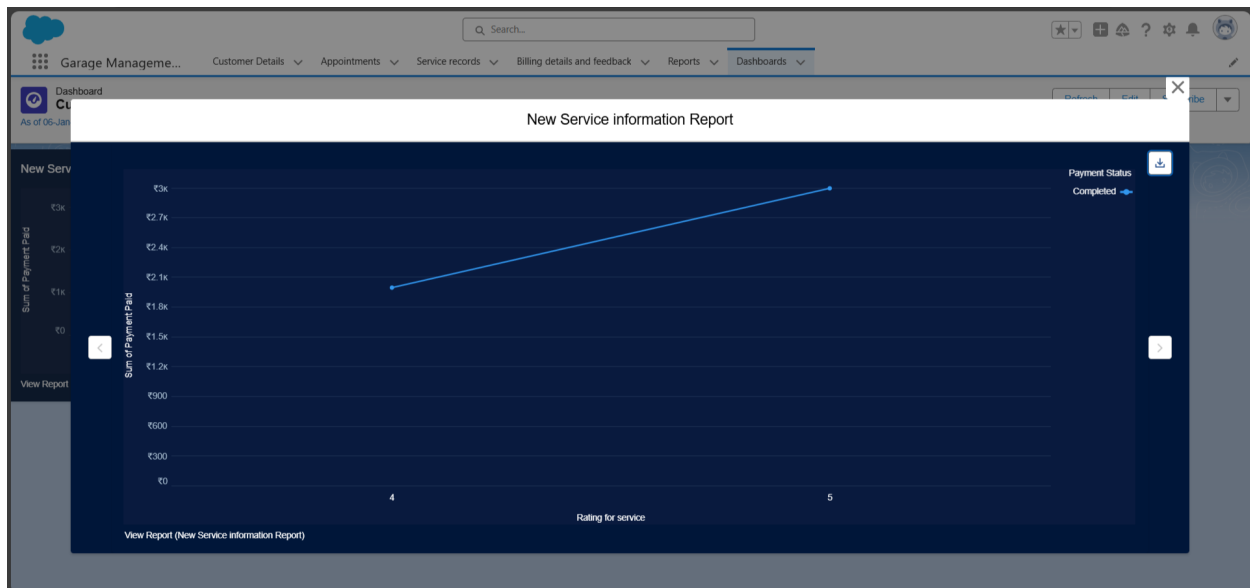 Search...
Garage Manageme...
Customer Details
Appointments
Service records
Billing details and feedback
Reports
Dashboards
Dashboard
Cu
As of 06-Jan
Refresh
Edit
New Service information Report
New Serv
₹3K
₹2K
₹1K
₹0
Sum of Payment Paid
View Report
Payment Status
Completed
₹3K
₹2.7K
₹2.4K
₹2.1K
₹1.8K
₹1.5K
₹1.2K
₹900
₹600
₹300
₹0
Sum of Payment Paid
4 5
Rating for service
View Report (New Service information Report)